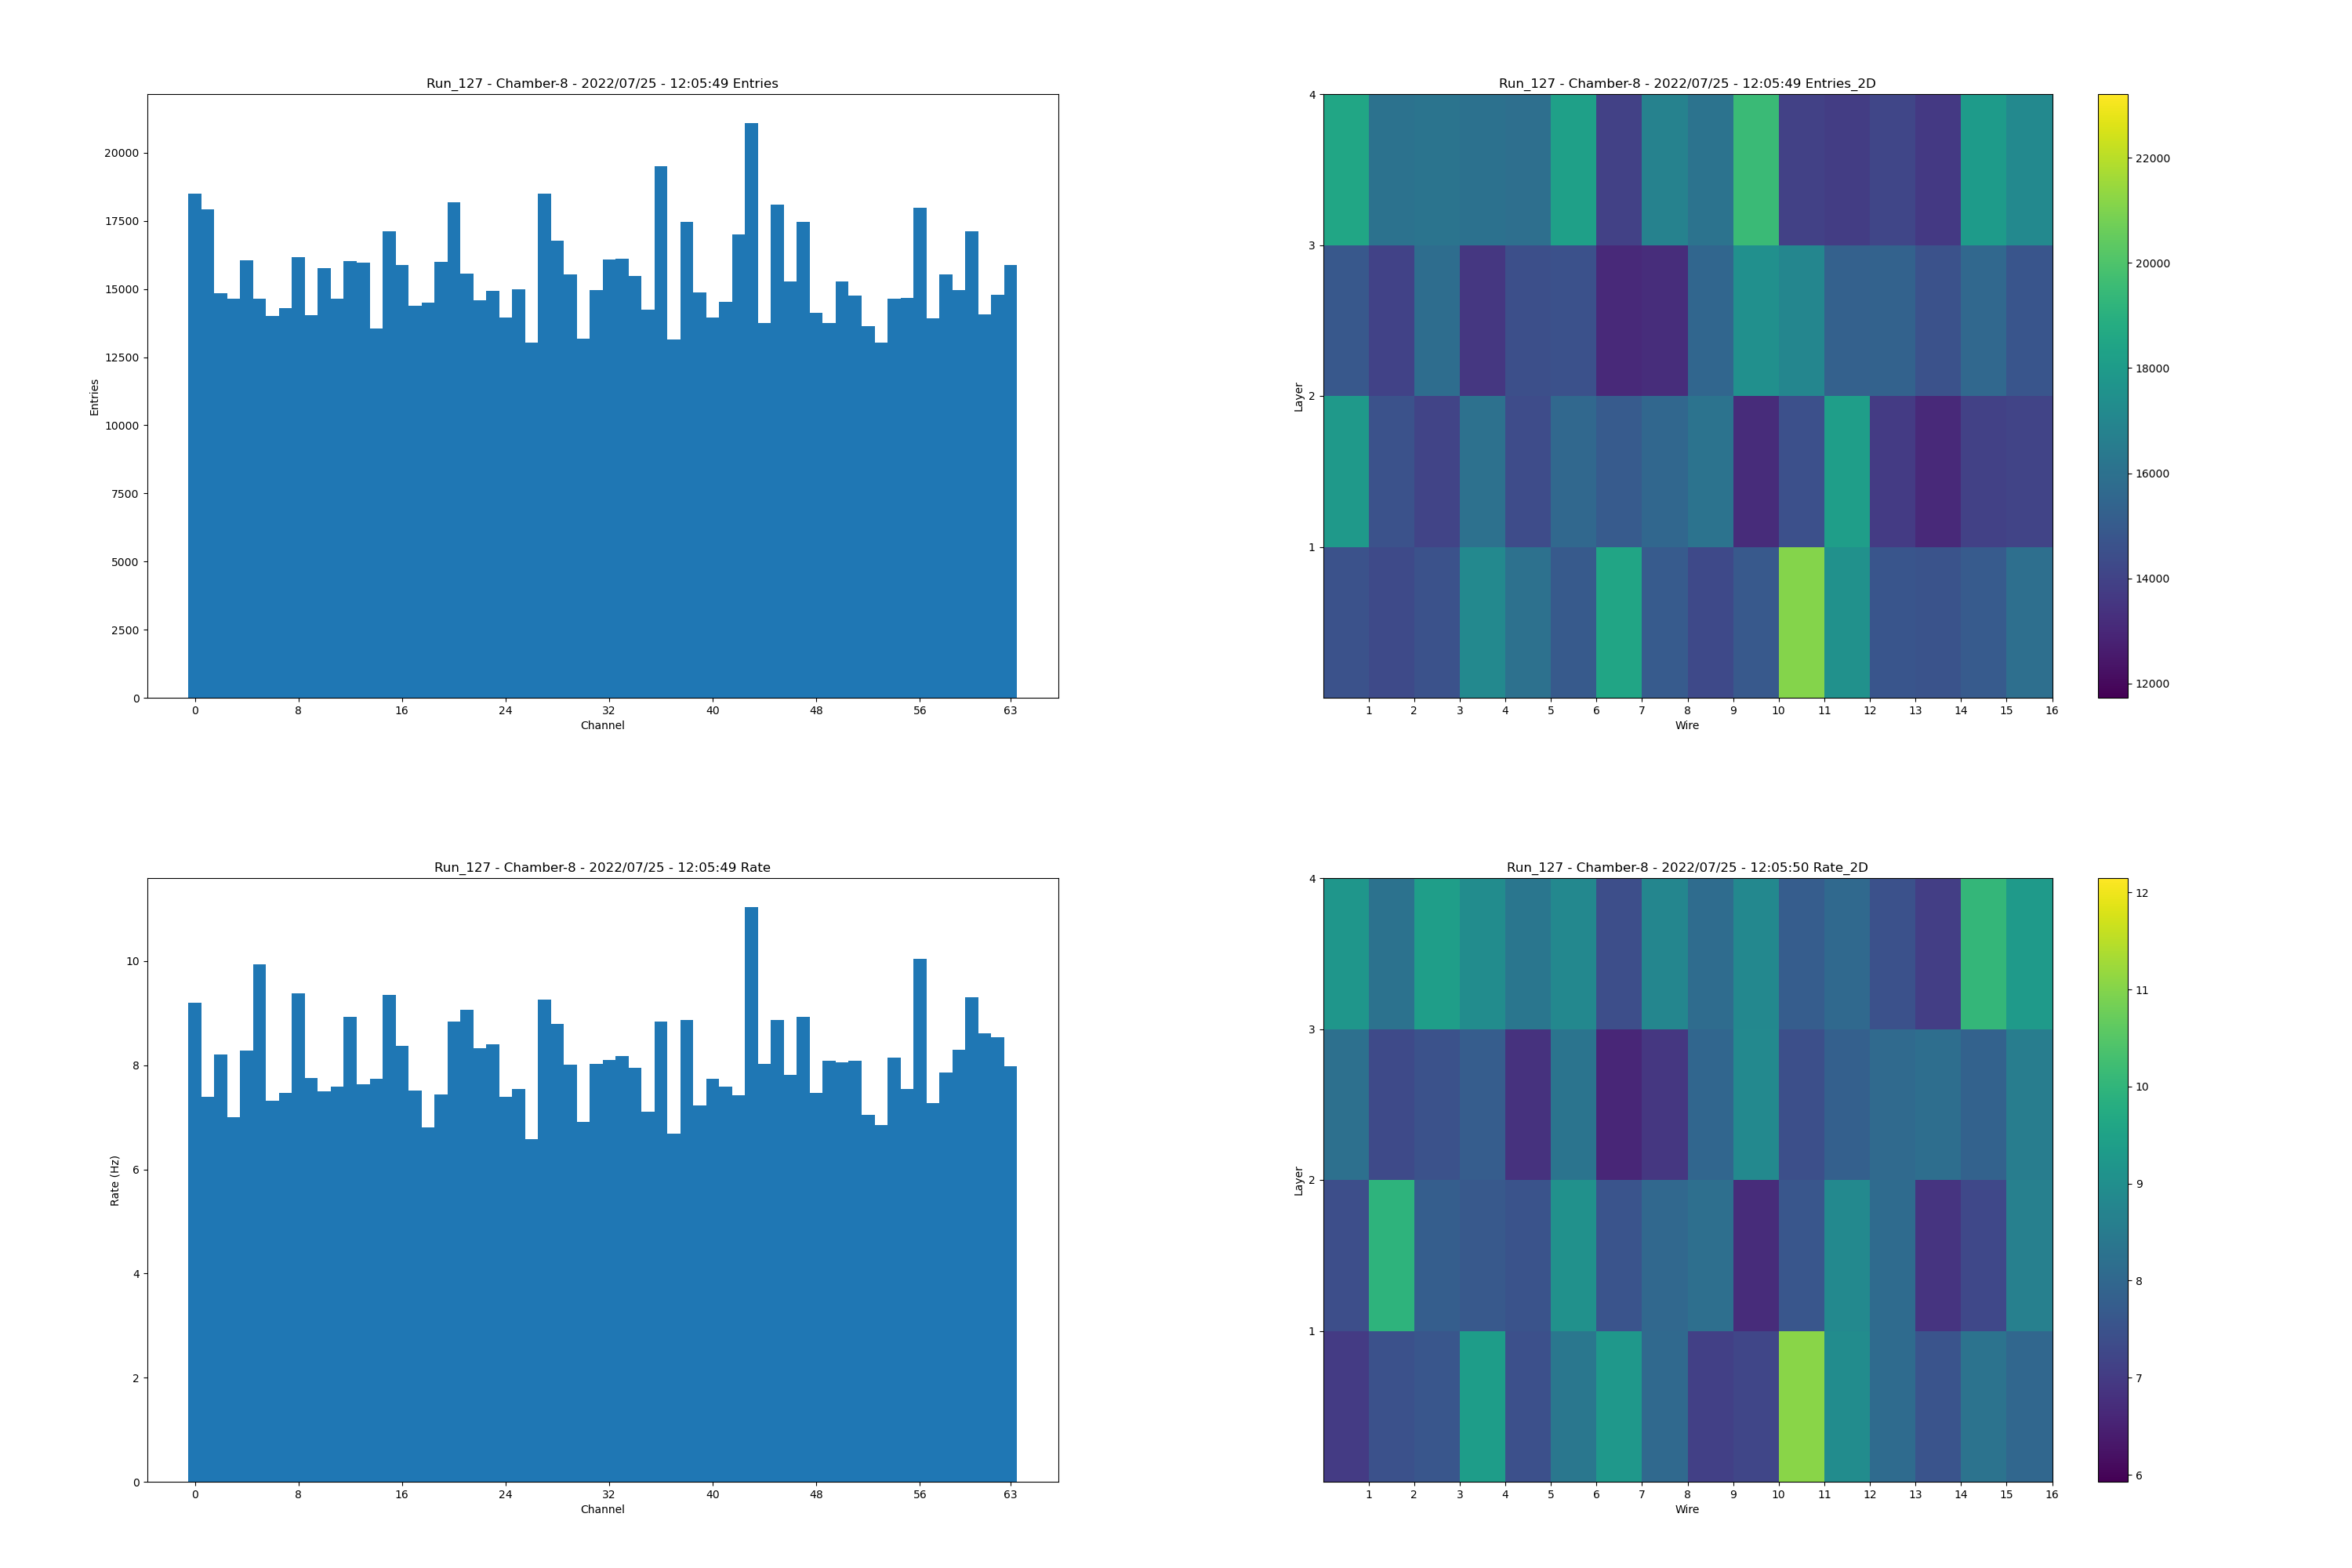 Run_127 - Chamber-8 - 2022/07/25 - 12:05:49 Entries
20000
17500
15000
12500
10000
7500
5000
2500
0
Entries
0 8 16 24 32 40 48 56 63
Channel
Run_127 - Chamber-8 - 2022/07/25 - 12:05:49 Entries_2D
4
3
2
1
Layer
1 2 3 4 5 6 7 8 9 10 11 12 13 14 15 16
Wire
22000
20000
18000
16000
14000
12000
Run_127 - Chamber-8 - 2022/07/25 - 12:05:49 Rate
10
8
6
4
2
0
Rate (Hz)
0 8 16 24 32 40 48 56 63
Channel
Run_127 - Chamber-8 - 2022/07/25 - 12:05:50 Rate_2D
4
3
2
1
Layer
1 2 3 4 5 6 7 8 9 10 11 12 13 14 15 16
Wire
12
11
10
9
8
7
6